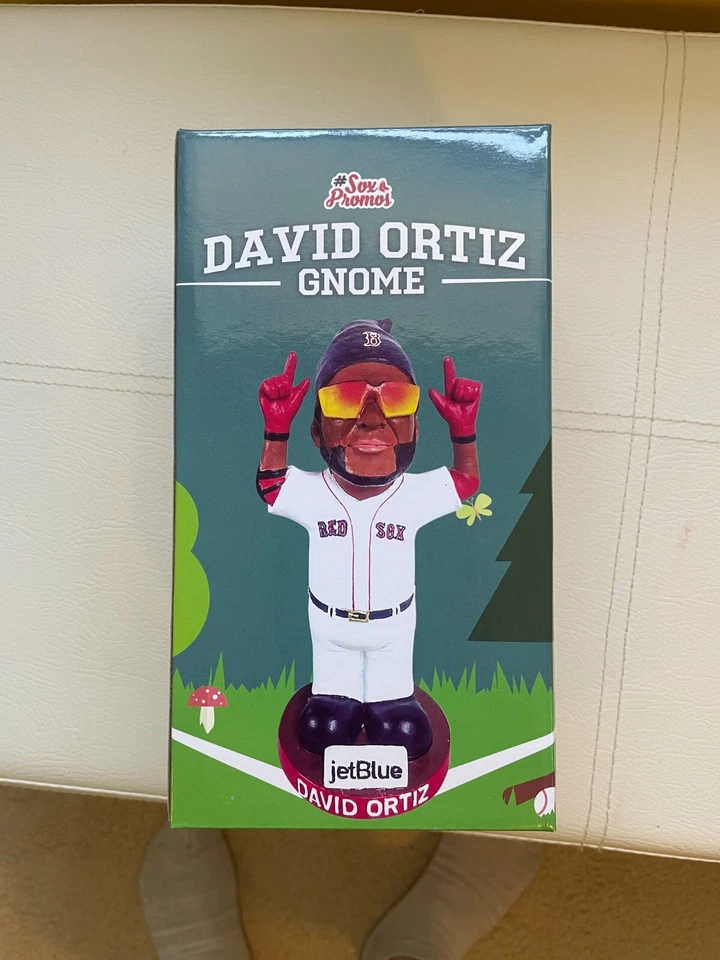 #Sox
Promos
DAVID ORTIZ
GNOME
B
RED SOX
jetBlue
DAVID ORTIZ